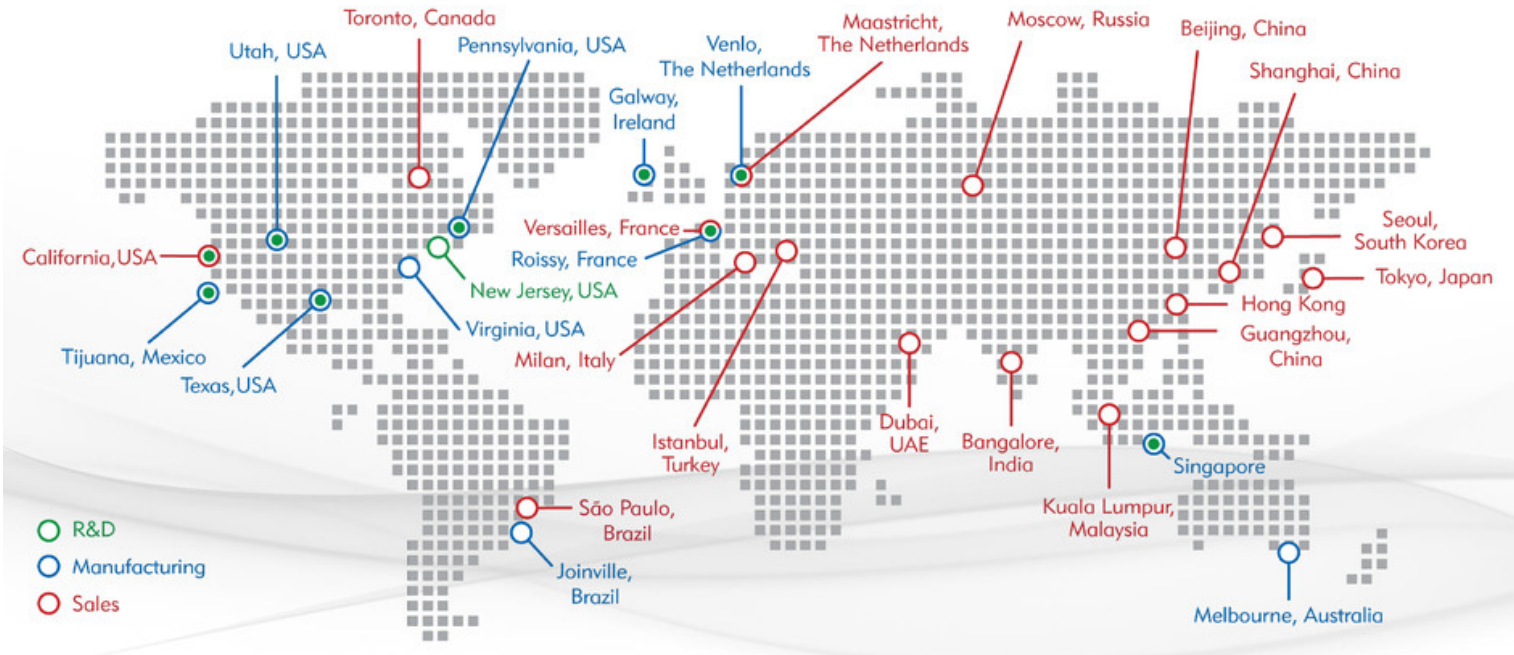 Toronto, Canada
Utah, USA
Pennsylvania, USA
Venlo,
The Netherlands
Maastricht,
The Netherlands
Moscow, Russia
Beijing, China
Shanghai, China
Galway,
Ireland
Versailles, France
Roissy, France
Seoul,
South Korea
California,USA
Tokyo, Japan
New Jersey, USA
Hong Kong
Virginia, USA
Guangzhou,
China
Tijuana, Mexico
Milan, Italy
Texas,USA
Dubai,
UAE
Istanbul,
Turkey
Bangalore,
India
Singapore
Kuala Lumpur,
Malaysia
São Paulo,
Brazil
R&D
Manufacturing
Sales
Joinville,
Brazil
Melbourne, Australia